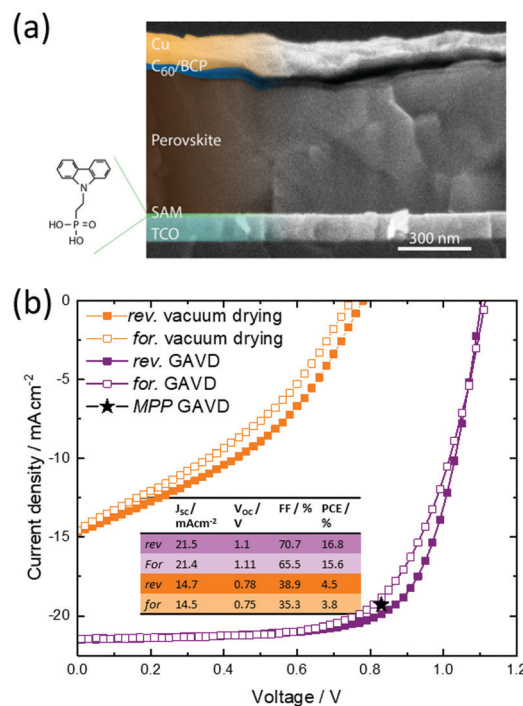 (a)
Cu
C60/BCP
Perovskite
SAM
TCO
300 nm
N
HO-P=O
HO
(b)
rev. vacuum drying
for. vacuum drying
rev. GAVD
for. GAVD
MPP GAVD
Current density / mAcm-2
0
-5
-10
-15
-20
JSC/ mAcm-2 VOC/ V FF / % PCE / %
rev 21.5 1.1 70.7 16.8
For 21.4 1.11 65.5 15.6
rev 14.7 0.78 38.9 4.5
for 14.5 0.75 35.3 3.8
0.0 0.2 0.4 0.6 0.8 1.0 1.2
Voltage / V